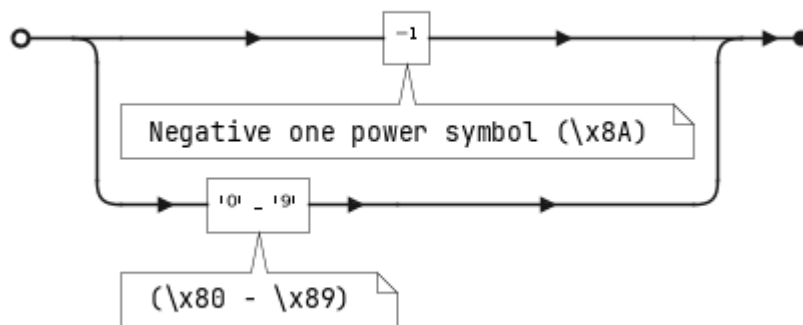 ⁻¹
Negative one power symbol (\x8A)
'⁰' - '⁹'
(\x80 - \x89)